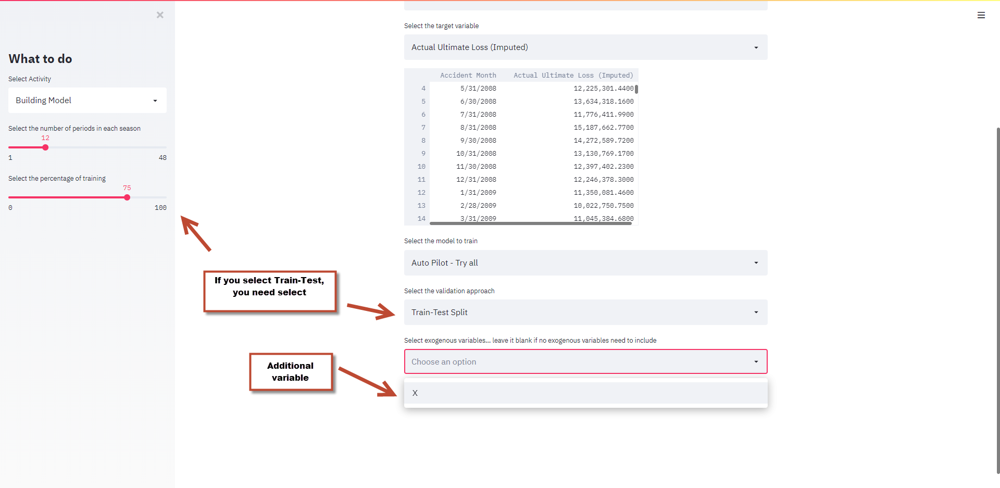 What to do
Select Activity
Building Model
Select the number of periods in each season
12
1 48
Select the percentage of training
75
0 100
If you select Train-Test,
you need select
Additional
variable
Select the target variable
Actual Ultimate Loss (Imputed)
Accident Month Actual Ultimate Loss (Imputed)
4 5/31/2008 12,225,301.4400
5 6/30/2008 13,634,318.1600
6 7/31/2008 11,776,411.9900
7 8/31/2008 15,187,662.7700
8 9/30/2008 14,272,589.7200
9 10/31/2008 13,130,769.1700
10 11/30/2008 12,397,402.2300
11 12/31/2008 12,246,378.3000
12 1/31/2009 11,350,081.4600
13 2/28/2009 10,022,750.7500
14 3/31/2009 11,045,384.6800
Select the model to train
Auto Pilot - Try all
Select the validation approach
Train-Test Split
Select exogenous variables... leave it blank if no exogenous variables need to include
Choose an option
X